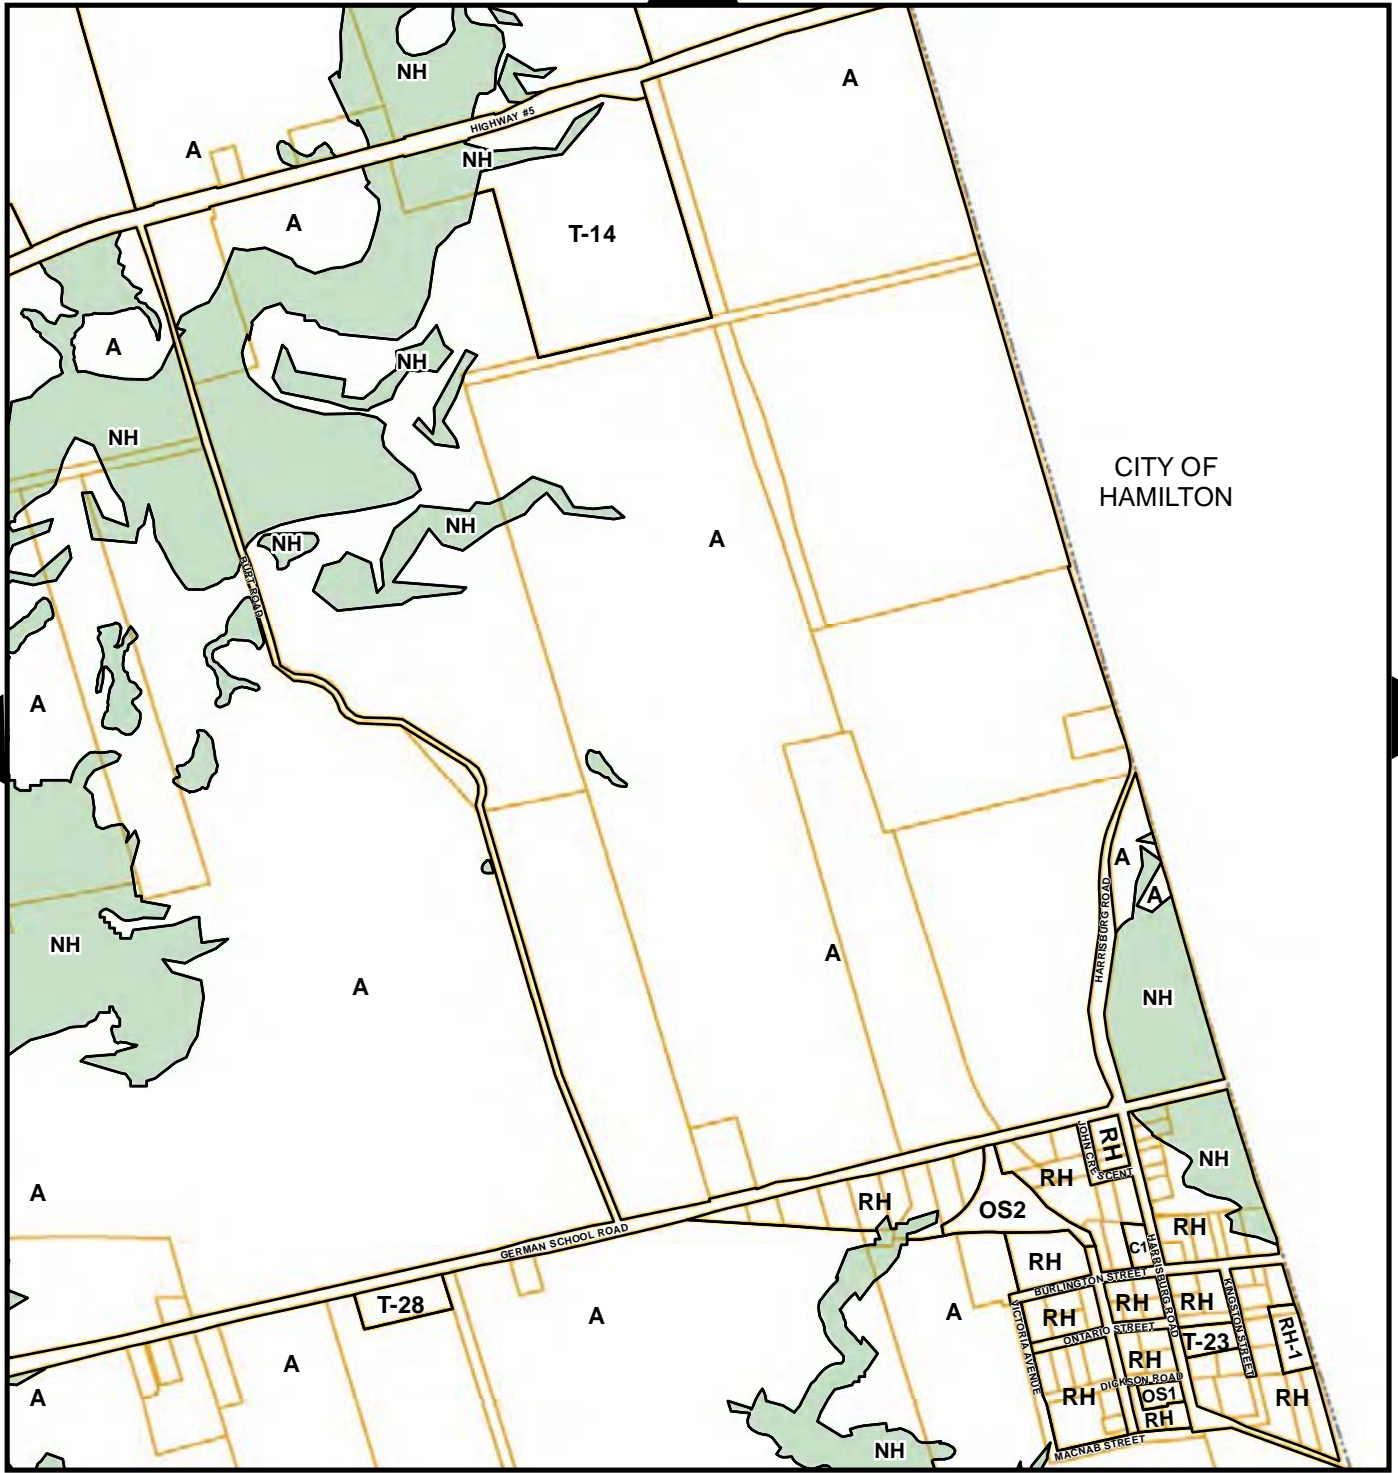 NH
A
HIGHWAY #5
A
NH
A
T-14
A
NH
NH
CITY OF
HAMILTON
NH
NH
A
BURT ROAD
A
A
A
HARRISBURG ROAD
NH
A
A
NH
JOHN CRESCENT
RH
NH
RH
A
RH
OS2
RH
GERMAN SCHOOL ROAD
C1
HARRISBURG ROAD
RH
BURLINGTON STREET
KINGSTON STREET
T-28
RH
RH
A
A
VICTORIA AVENUE
RH
ONTARIO STREET
T-23
RH-1
A
RH
DICKSON ROAD
A
RH
OS1
RH
RH
MACNAB STREET
NH